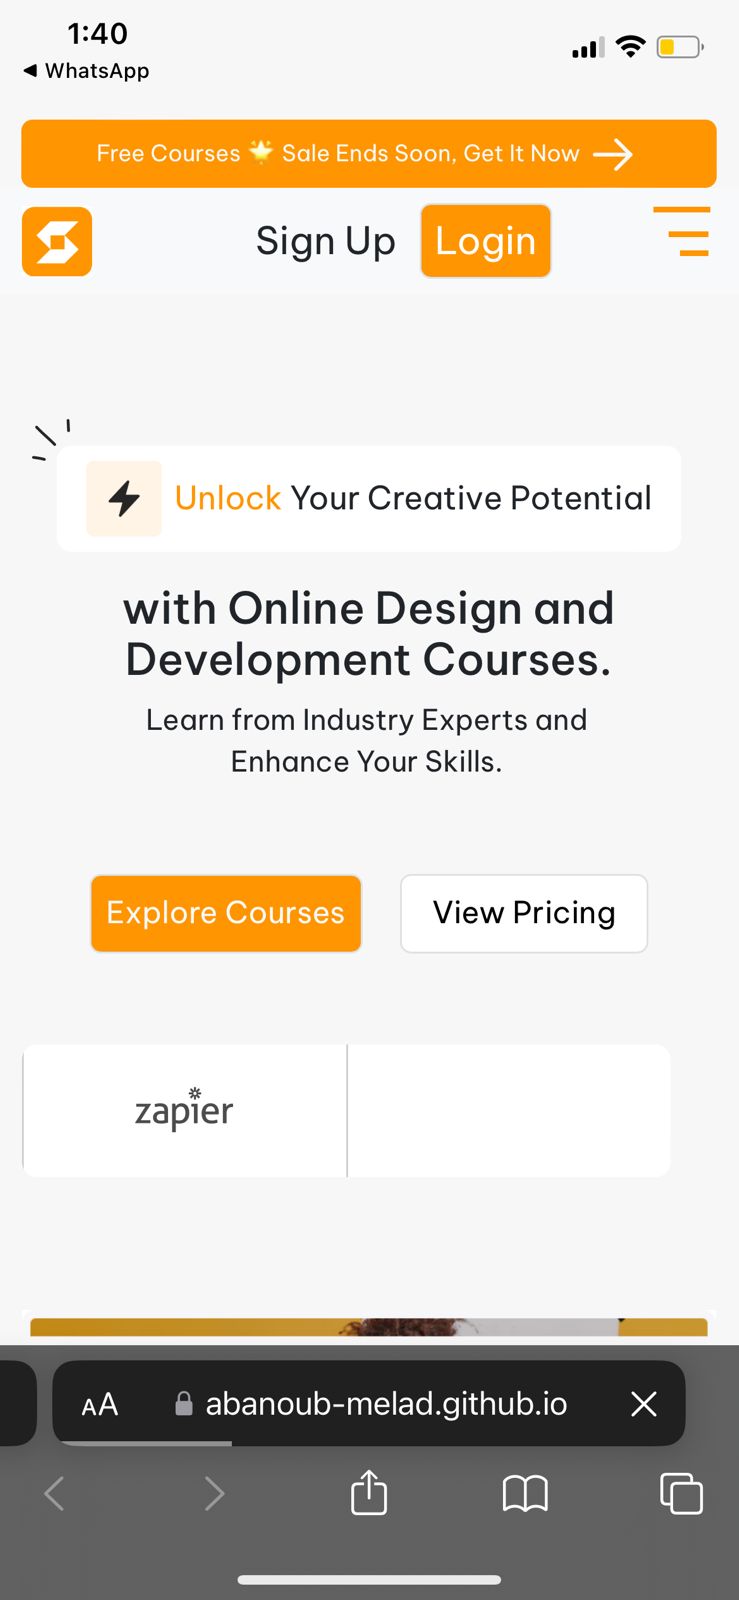 1:40
◀ WhatsApp
Free Courses 🌟 Sale Ends Soon, Get It Now →
Sign Up
Login
Unlock Your Creative Potential
with Online Design and
Development Courses.
Learn from Industry Experts and
Enhance Your Skills.
Explore Courses
View Pricing
zapier
AA
abanoub-melad.github.io